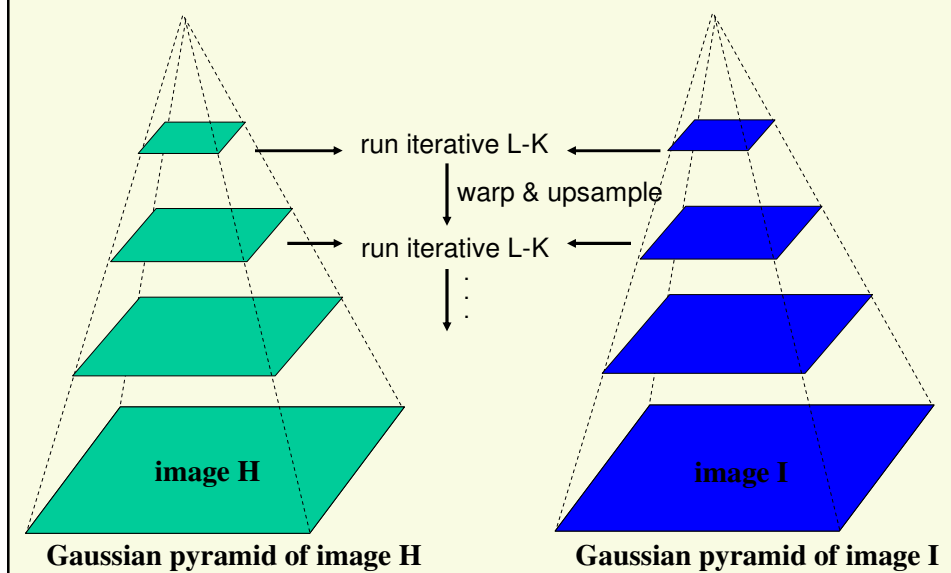 run iterative L-K
warp & upsample
run iterative L-K
.
.
.
image H
image I
Gaussian pyramid of image H
Gaussian pyramid of image I